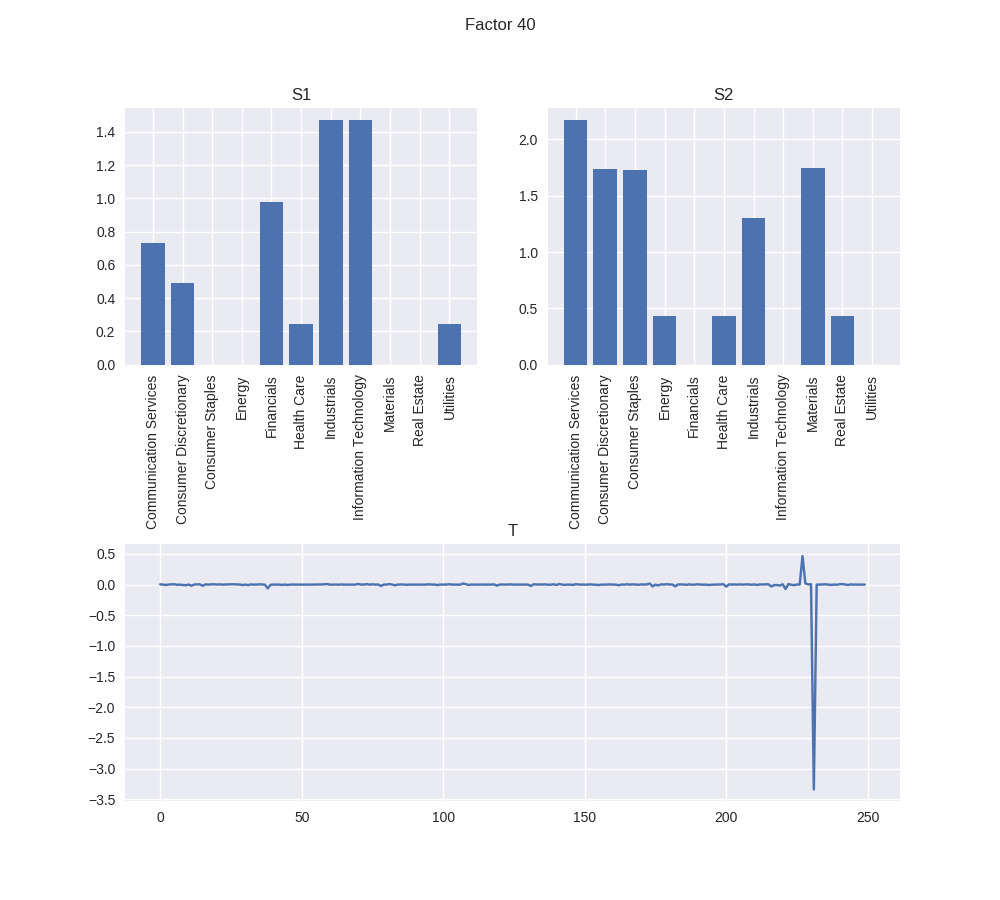 Factor 40
S1
S2
1.4
1.2
1.0
0.8
0.6
0.4
0.2
0.0
2.0
1.5
1.0
0.5
0.0
Communication Services
Consumer Discretionary
Consumer Staples
Energy
Financials
Health Care
Industrials
Information Technology
Materials
Real Estate
Utilities
Communication Services
Consumer Discretionary
Consumer Staples
Energy
Financials
Health Care
Industrials
Information Technology
Materials
Real Estate
Utilities
T
0.5
0.0
−0.5
−1.0
−1.5
−2.0
−2.5
−3.0
−3.5
0 50 100 150 200 250